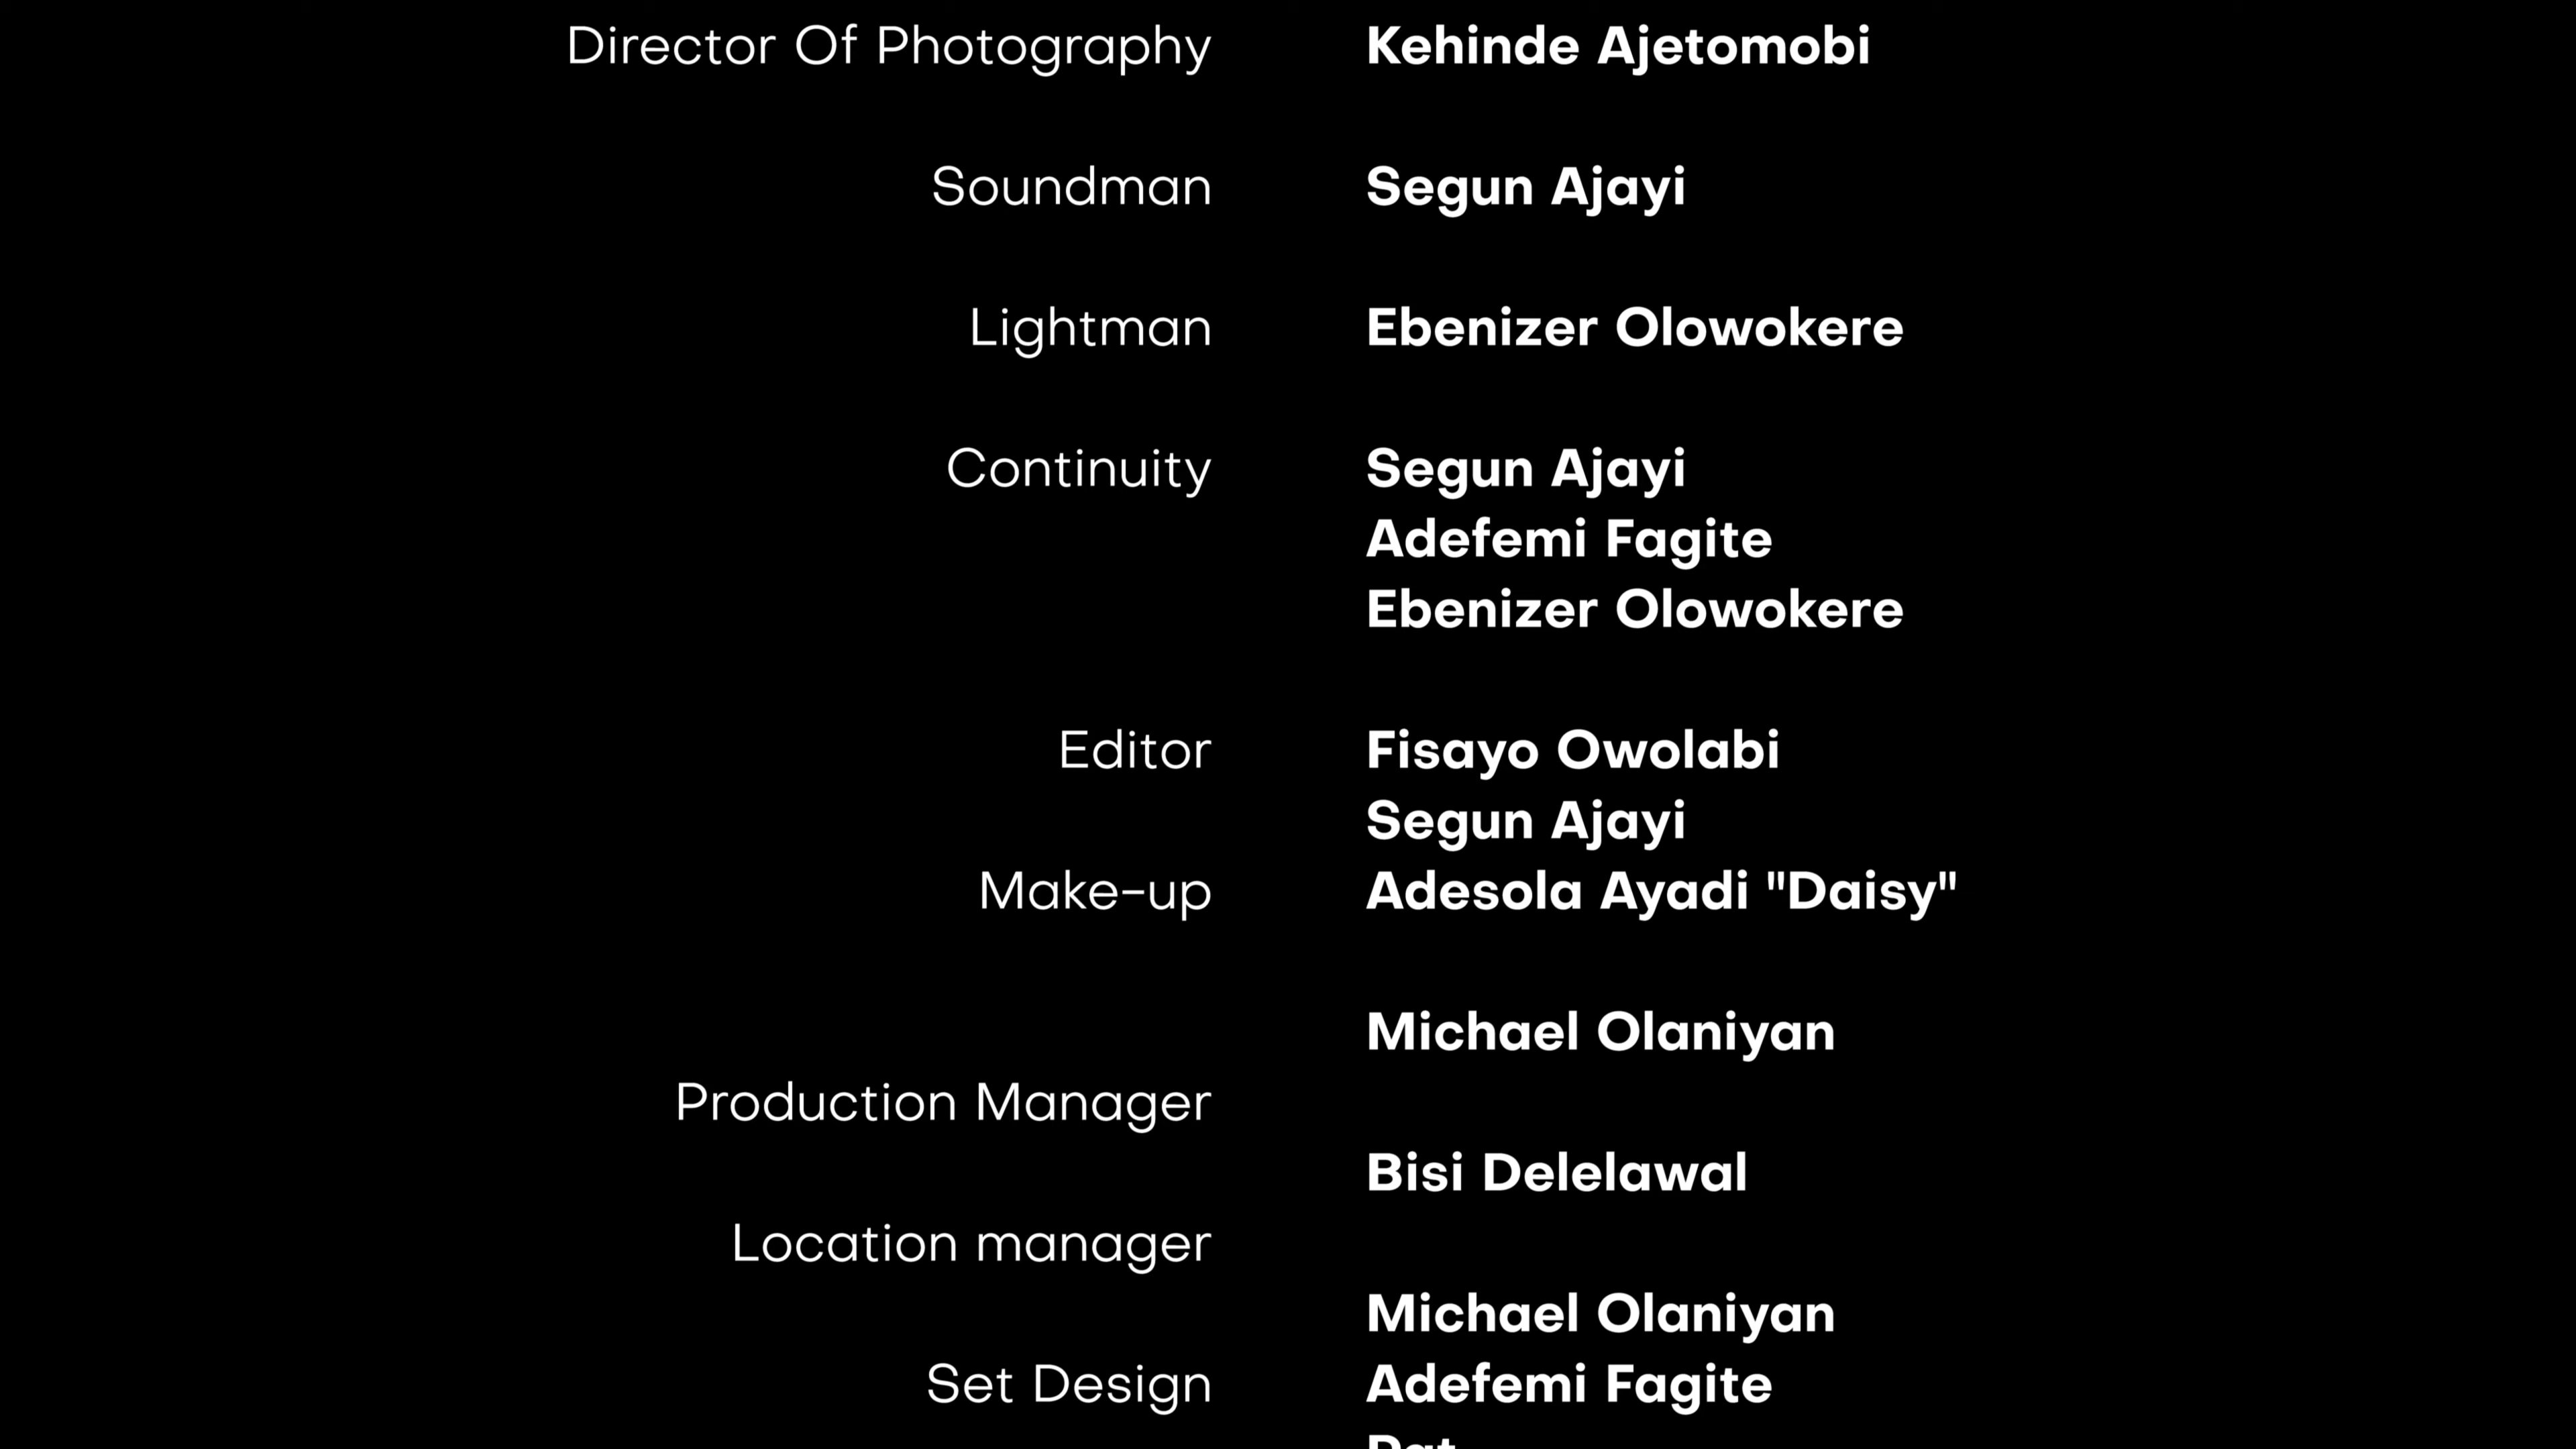 Director Of Photography Kehinde Ajetomobi
Soundman Segun Ajayi
Lightman Ebenizer Olowokere
Continuity Segun Ajayi
Adefemi Fagite
Ebenizer Olowokere
Editor Fisayo Owolabi
Segun Ajayi
Make-up Adesola Ayadi "Daisy"
Michael Olaniyan
Production Manager
Bisi Delelawal
Location manager
Michael Olaniyan
Set Design Adefemi Fagite